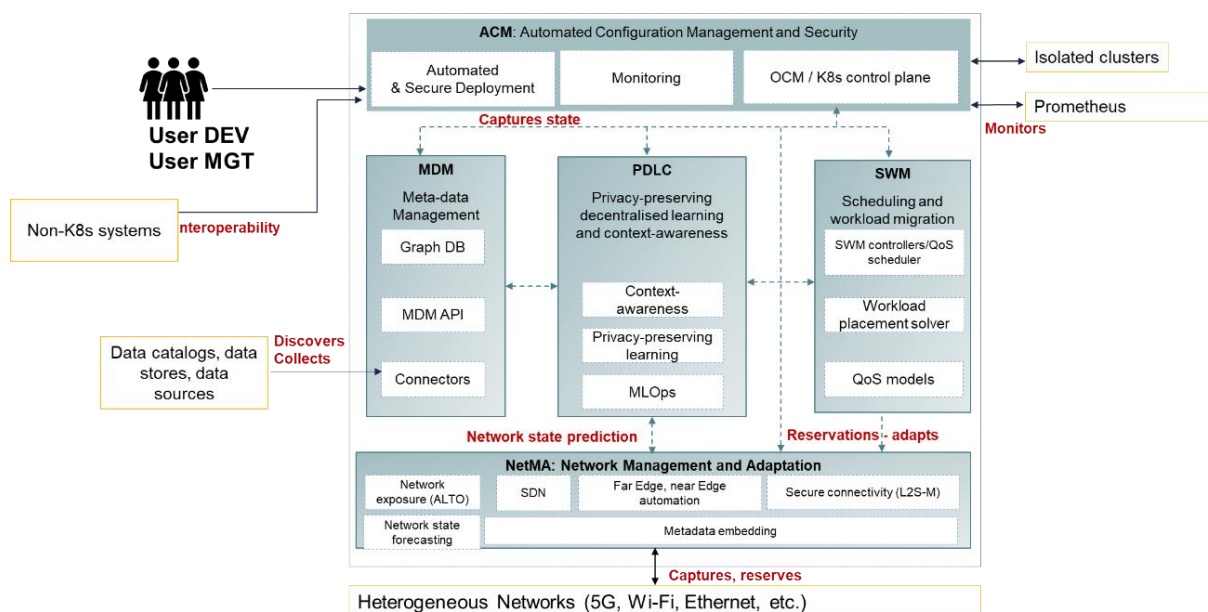 ACM: Automated Configuration Management and Security
Automated
& Secure Deployment
Monitoring
OCM / K8s control plane
Isolated clusters
Prometheus
Monitors
User DEV
User MGT
Captures state
Non-K8s systems
nteroperability
Data catalogs, data
stores, data
sources
Discovers
Collects
MDM
Meta-data
Management
Graph DB
MDM API
Connectors
PDLC
Privacy-preserving
decentralised learning
and context-awareness
Context-
awareness
Privacy-preserving
learning
MLOps
SWM
Scheduling and
workload migration
SWM controllers/QoS
scheduler
Workload
placement solver
QoS models
Network state prediction
Reservations - adapts
NetMA: Network Management and Adaptation
Network
exposure (ALTO)
SDN
Far Edge, near Edge
automation
Secure connectivity (L2S-M)
Network state
forecasting
Metadata embedding
Captures, reserves
Heterogeneous Networks (5G, Wi-Fi, Ethernet, etc.)